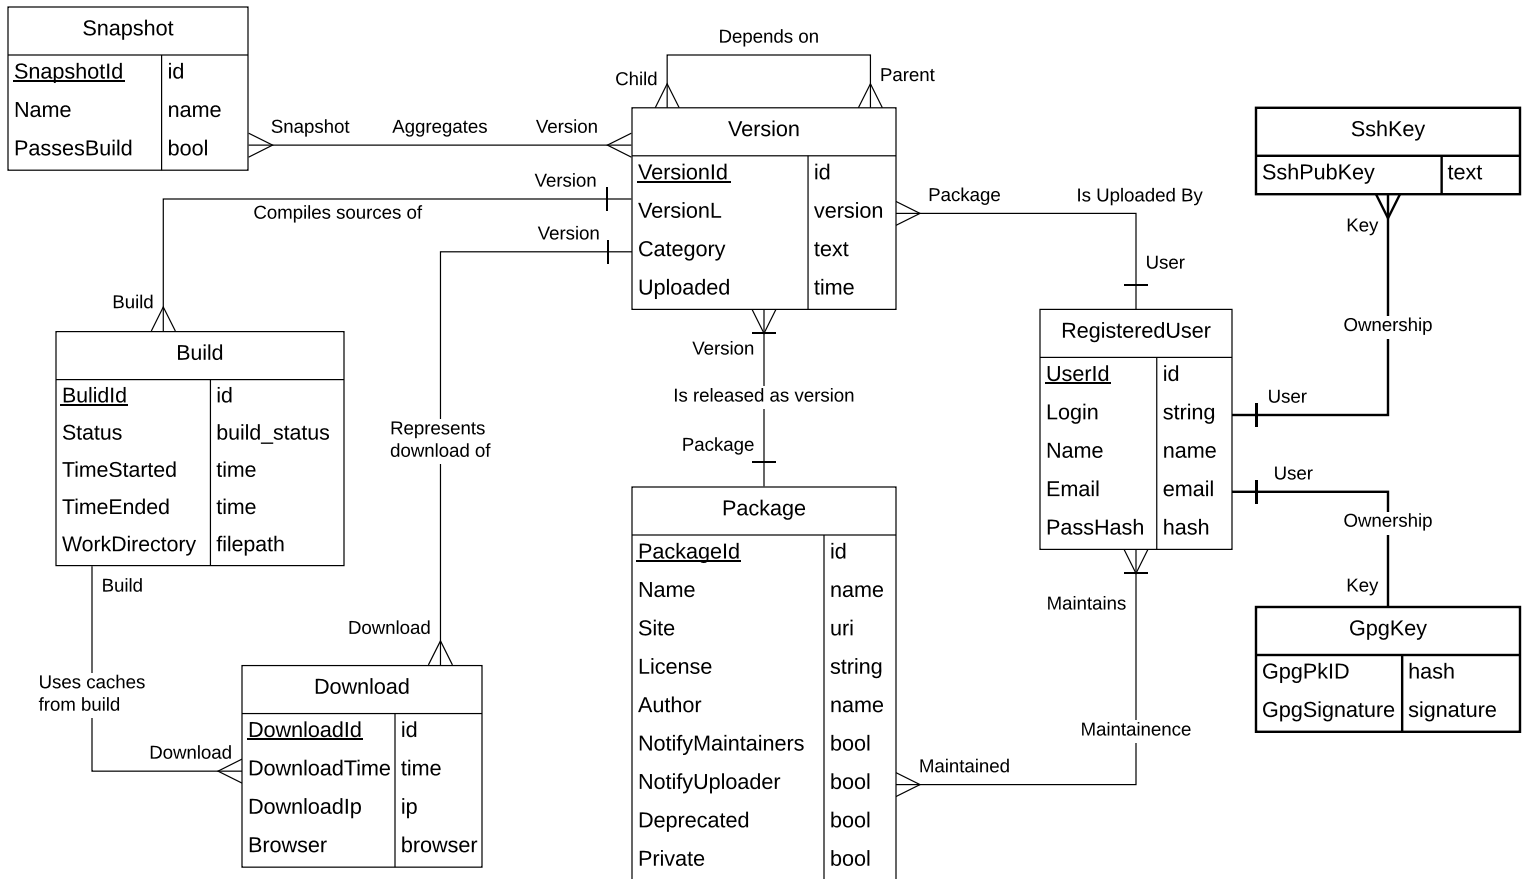 Snapshot
SnapshotId id
Name name
PassesBuild bool
Depends on
Child
Parent
Snapshot Aggregates Version
Version
VersionId id
VersionL version
Category text
Uploaded time
SshKey
SshPubKey text
Version
Compiles sources of
Version
Package
Is Uploaded By
User
Key
Build
Build
BulidId id
Status build_status
TimeStarted time
TimeEnded time
WorkDirectory filepath
Version
Is released as version
Package
RegisteredUser
UserId id
Login string
Name name
Email email
PassHash hash
Ownership
User
User
Ownership
Key
Represents
download of
Build
Download
Uses caches
from build
Download
Download
DownloadId id
DownloadTime time
DownloadIp ip
Browser browser
Package
PackageId id
Name name
Site uri
License string
Author name
NotifyMaintainers bool
NotifyUploader bool
Deprecated bool
Private bool
Maintains
Maintainence
Maintained
GpgKey
GpgPkID hash
GpgSignature signature